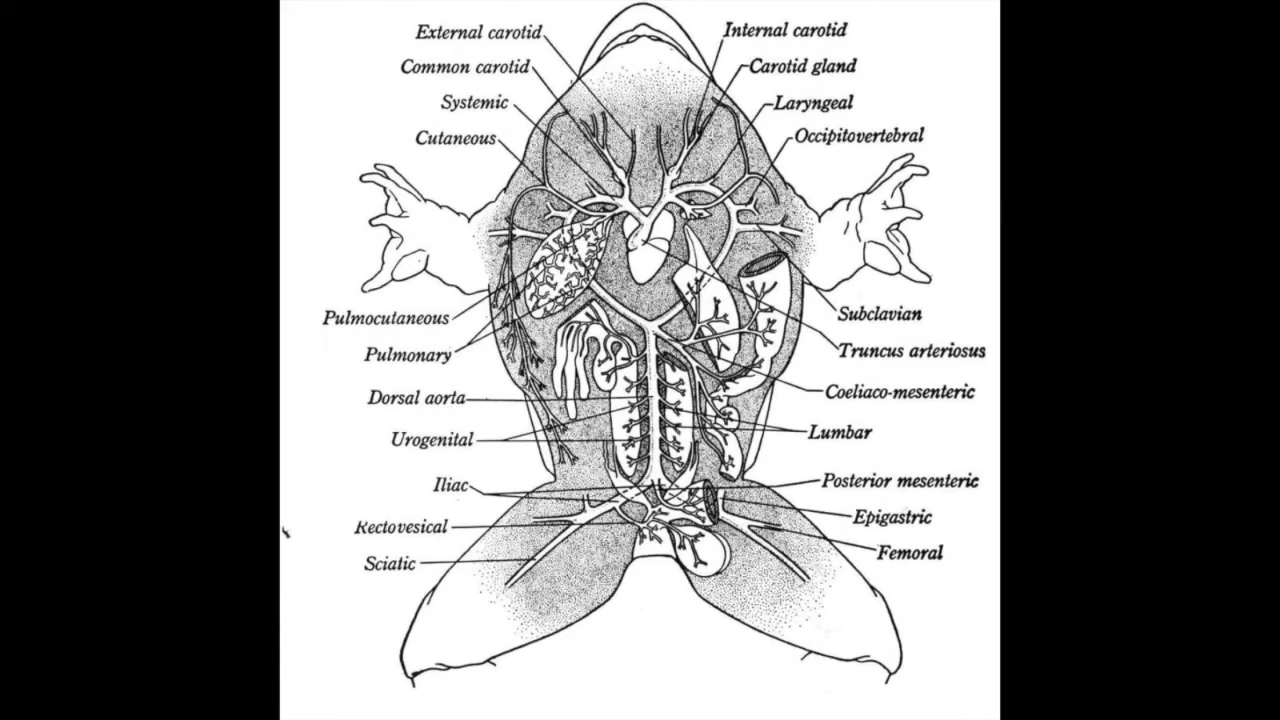 External carotid
Common carotid
Systemic
Cutaneous
Pulmocutaneous
Pulmonary
Dorsal aorta
Urogenital
Iliac
Rectovesical
Sciatic
Internal carotid
Carotid gland
Laryngeal
Occipitovertebral
Subclavian
Truncus arteriosus
Coeliaco-mesenteric
Lumbar
Posterior mesenteric
Epigastric
Femoral